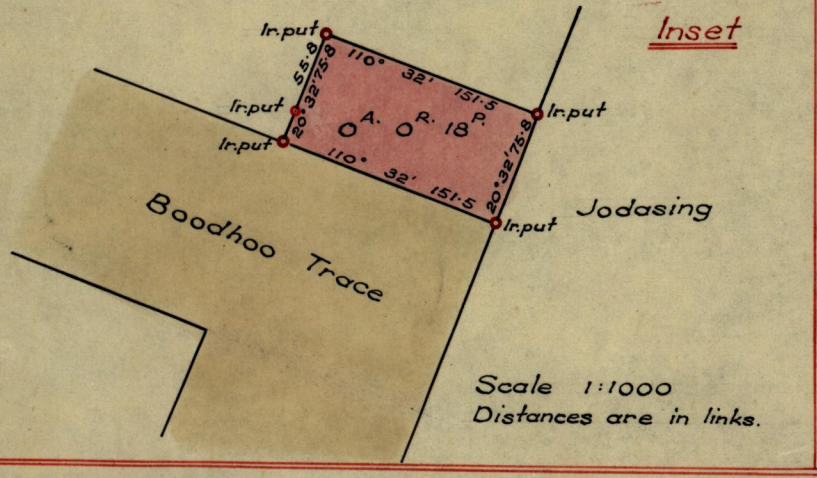 Inset
Ir.put
110° 32' 151.5
55.8
20° 32' 75.8
Ir.put
Ir.put
0 A. 0 R. 18 P.
Ir.put
20° 32' 75.8
Ir.put
110° 32' 151.5
Jodasing
Ir.put
Boodhoo Trace
Scale 1:1000
Distances are in links.